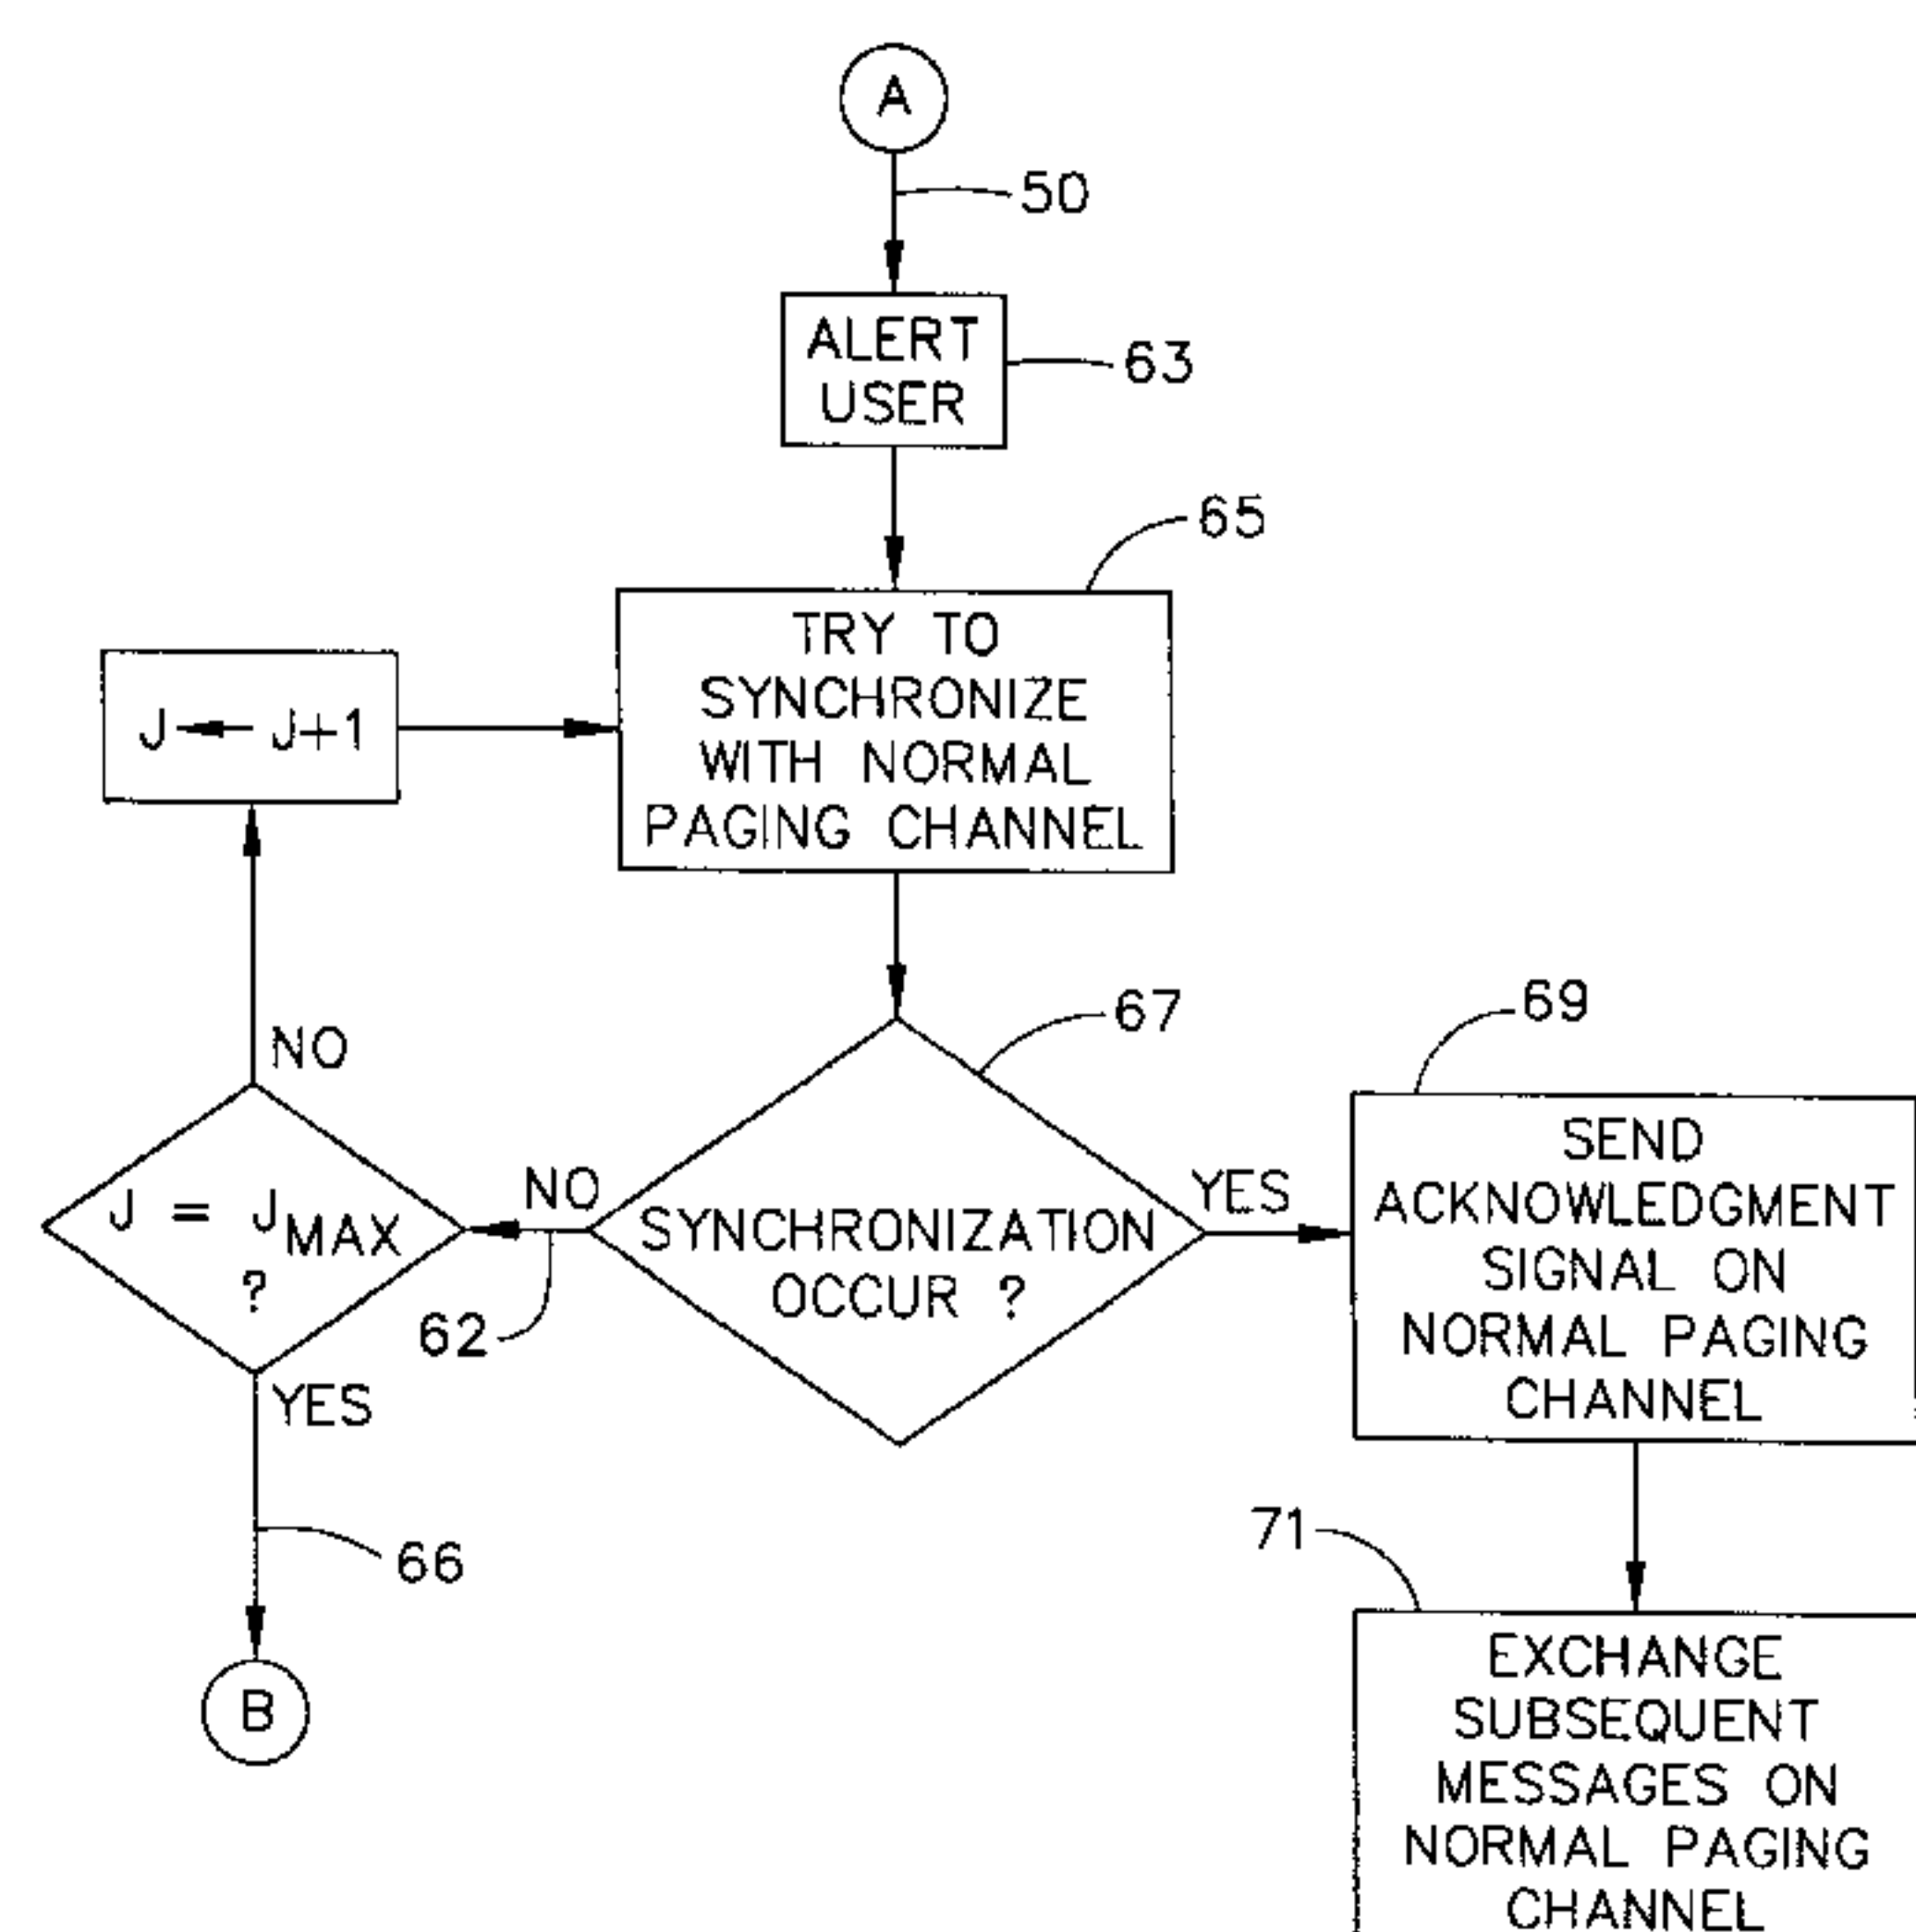 A
50
ALERT
USER
63
65
TRY TO
SYNCHRONIZE
WITH NORMAL
PAGING CHANNEL
J ← J+1
67
69
NO
SYNCHRONIZATION
OCCUR ?
NO
62
J = JMAX
?
YES
66
B
YES
SEND
ACKNOWLEDGMENT
SIGNAL ON
NORMAL PAGING
CHANNEL
71
EXCHANGE
SUBSEQUENT
MESSAGES ON
NORMAL PAGING
CHANNEL